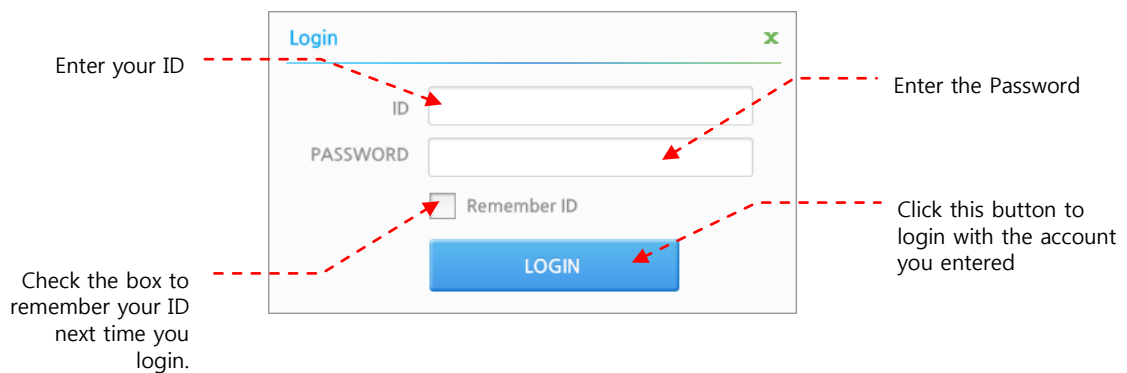 Login
x
Enter your ID
Enter the Password
ID
PASSWORD
Remember ID
Click this button to
login with the account
you entered
LOGIN
Check the box to
remember your ID
next time you
login.